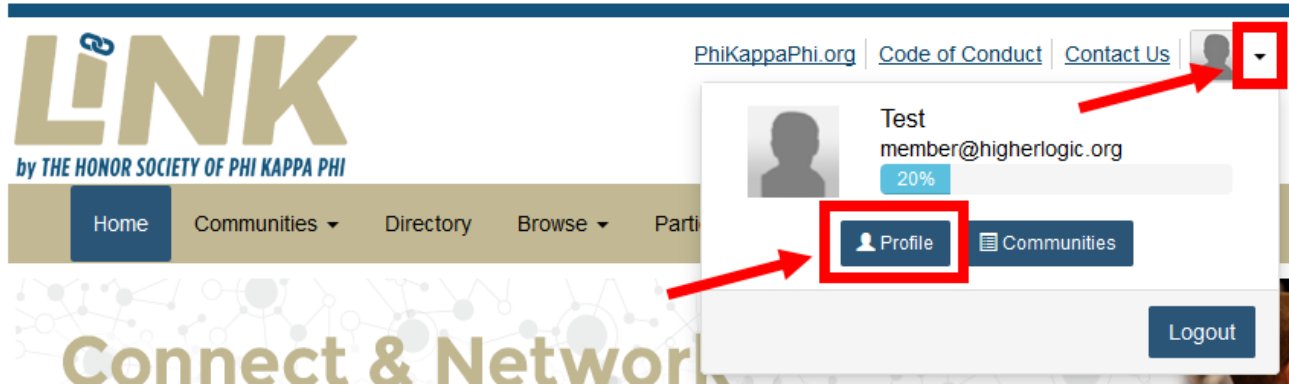 LiNK
by THE HONOR SOCIETY OF PHI KAPPA PHI
PhiKappaPhi.org Code of Conduct Contact Us
Test
member@higherlogic.org
20%
Home Communities Directory Browse Parti
Profile Communities
Logout
Connect & Network